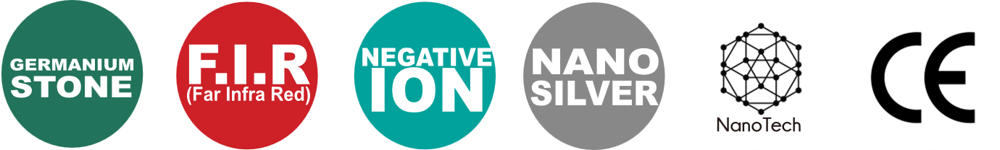 GERMANIUM
STONE
F.I.R
(Far Infra Red)
NEGATIVE
ION
NANO
SILVER
NanoTech
CE